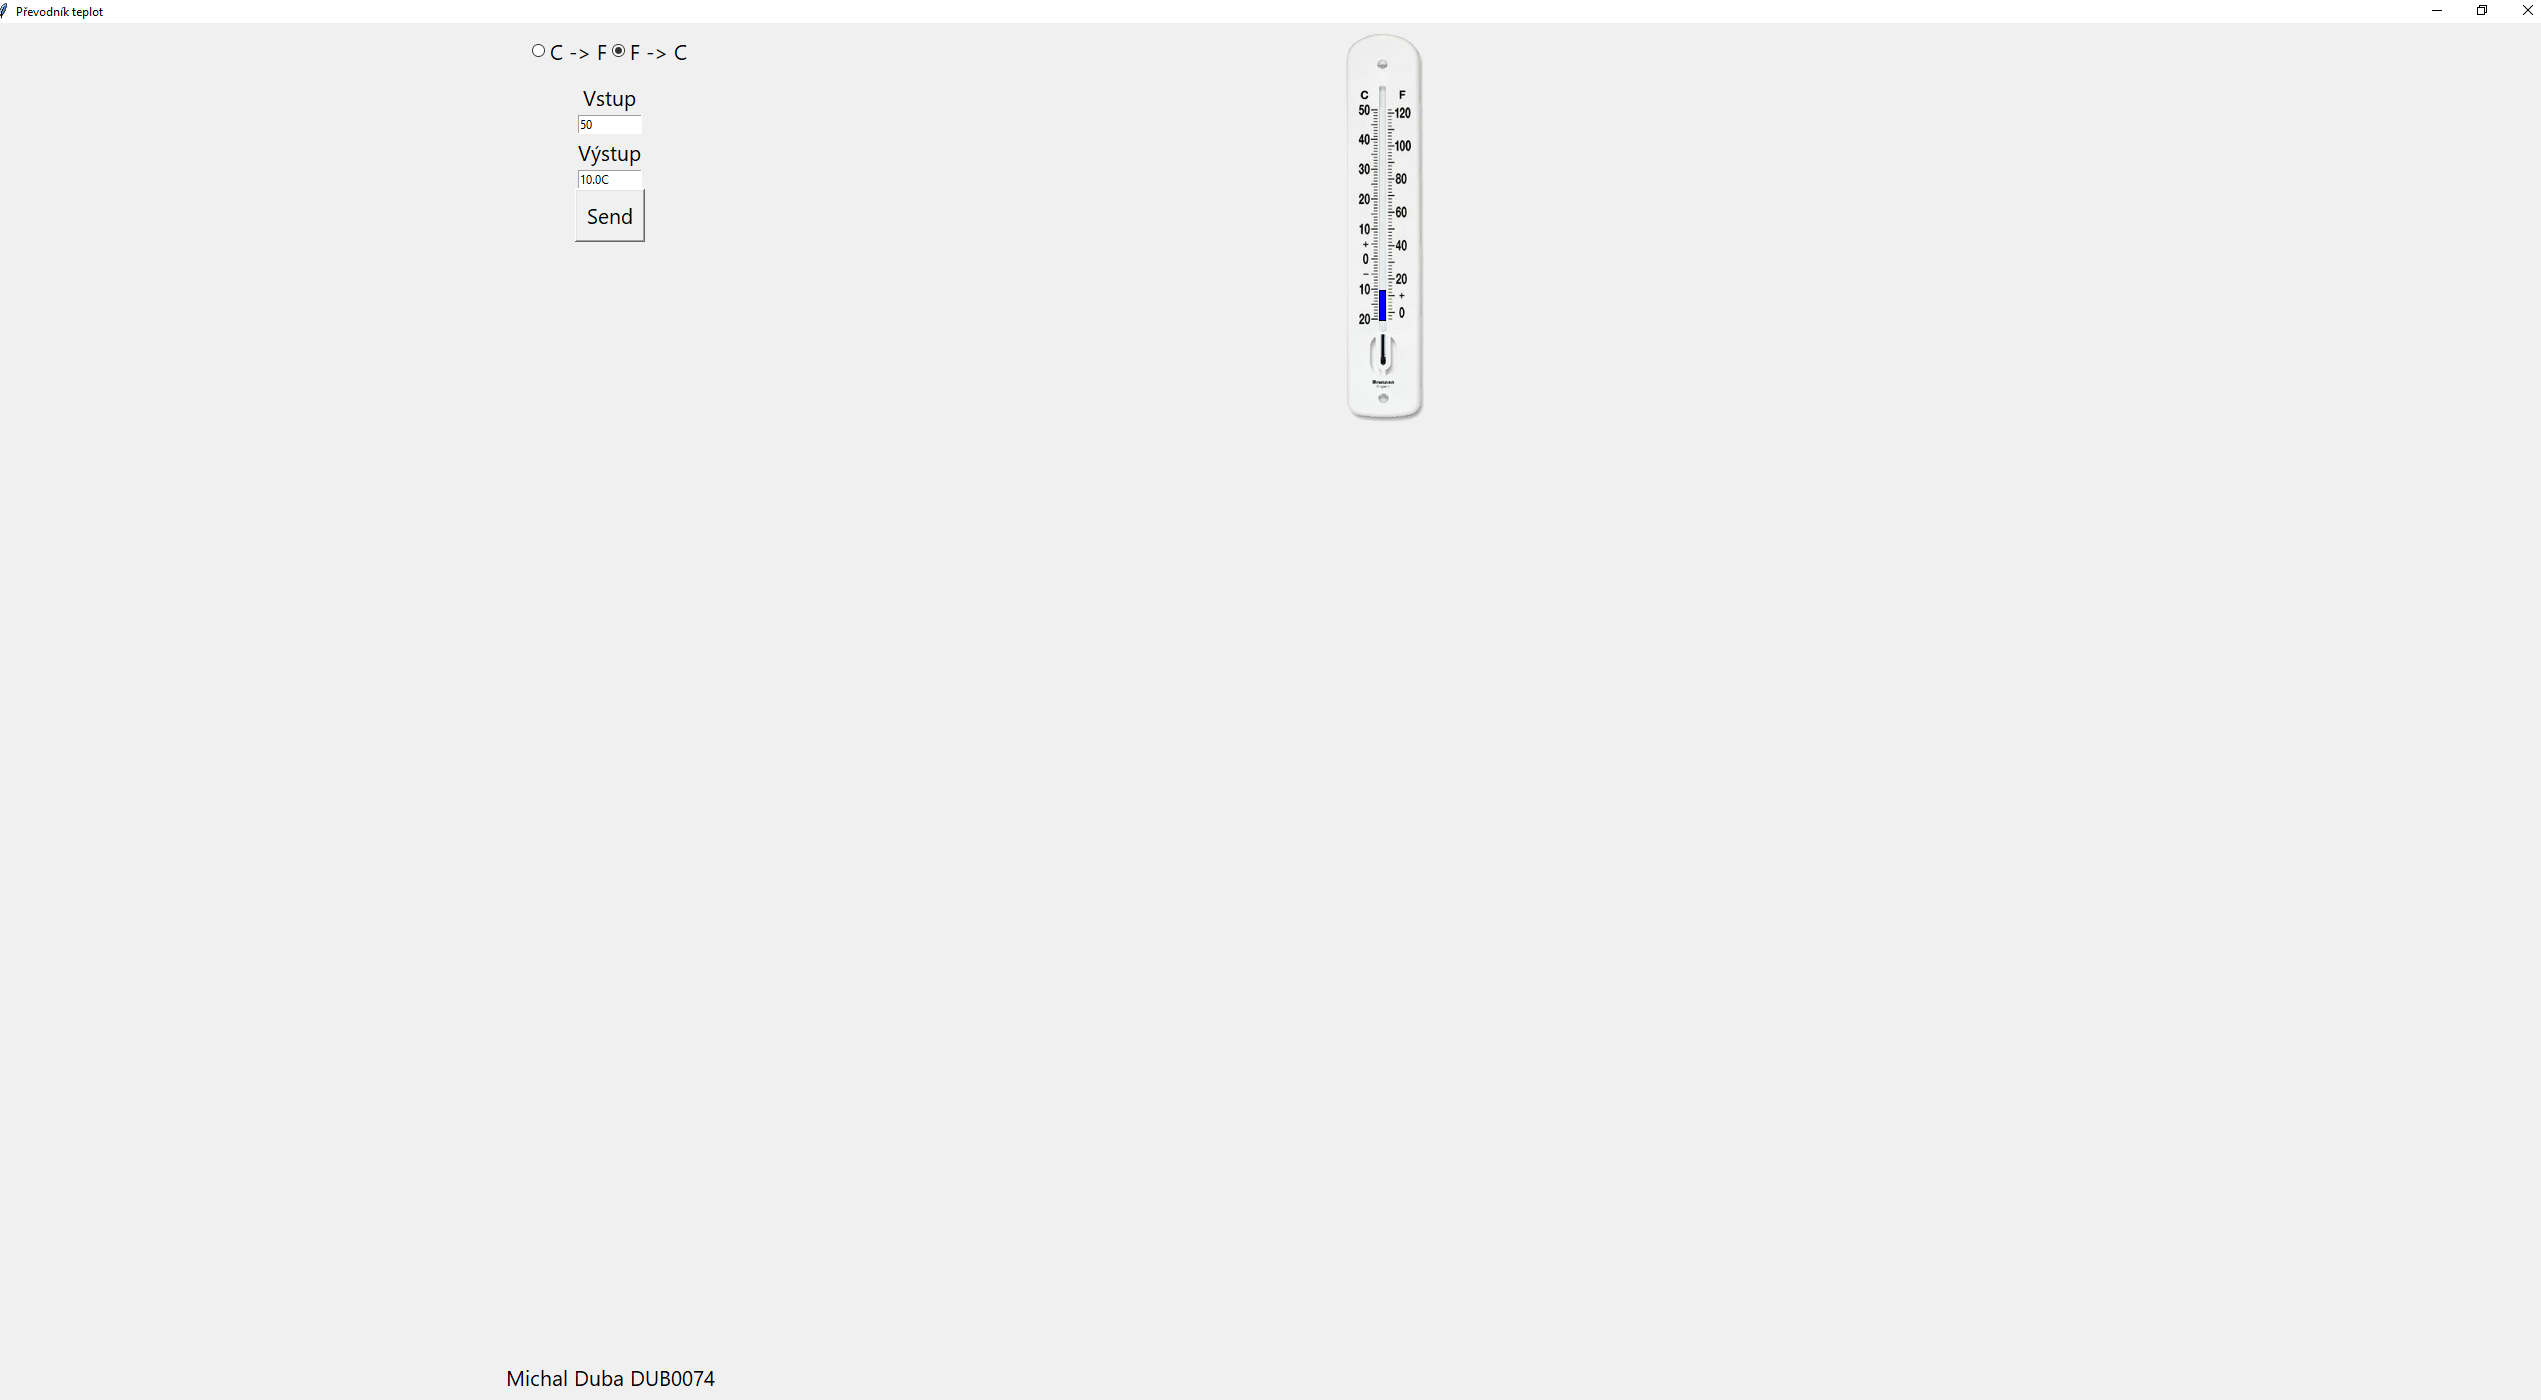 Převodník teplot
C -> F F -> C
Vstup
50
Výstup
10.0C
Send
C F
50 120
40 100
30 80
20 60
10 40
+
0
− 20
10 +
20 0
Brannan
Michal Duba DUB0074